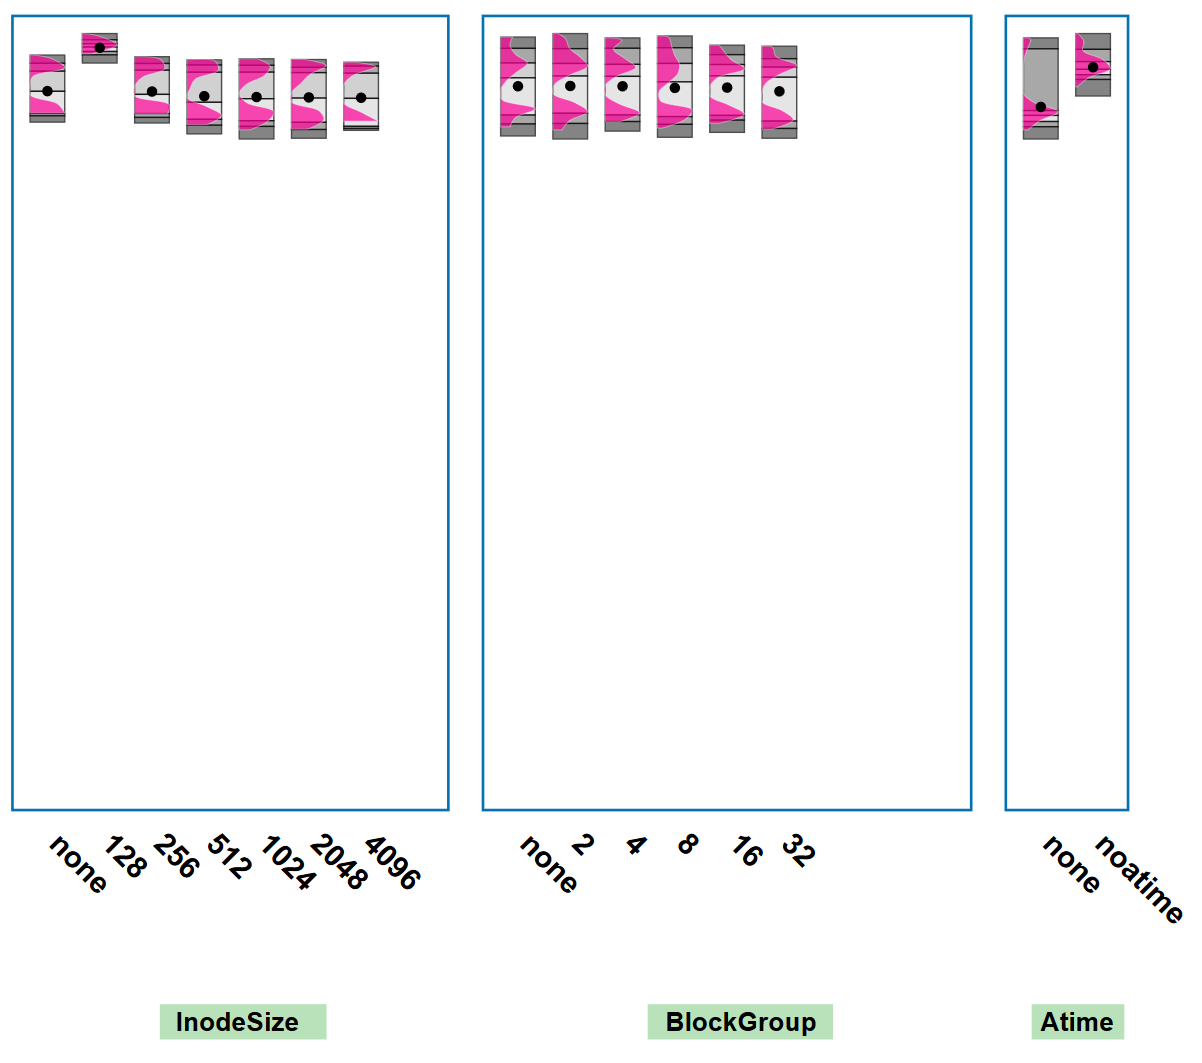 none
128
256
512
1024
2048
4096
none
2
4
8
16
32
none
noatime
InodeSize
BlockGroup
Atime